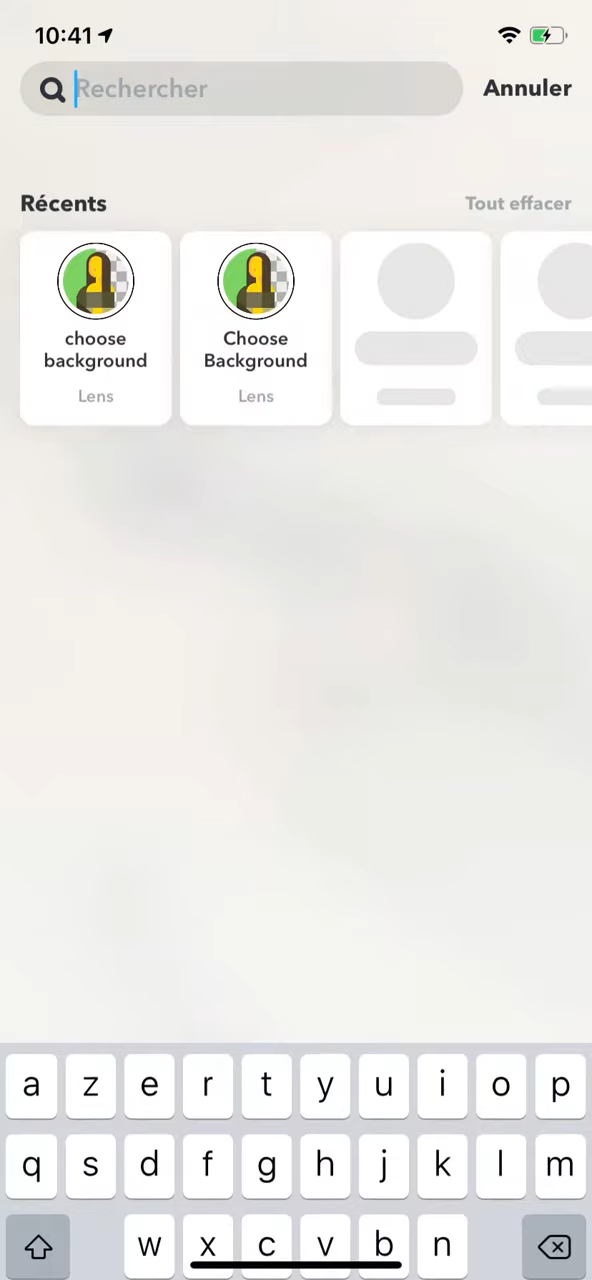 10:41
Rechercher
Annuler
Récents
Tout effacer
choose
background
Lens
Choose
Background
Lens
a z e r t y u i o p
q s d f g h j k l m
w x c v b n